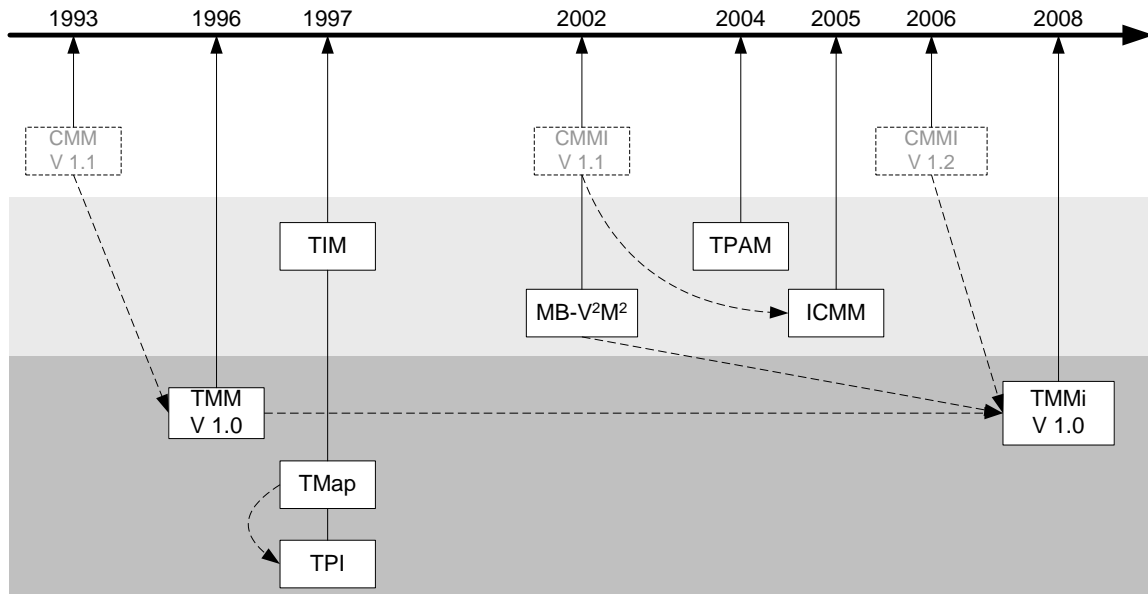 1993
1996
1997
2002
2004
2005
2006
2008
CMM
V 1.1
CMMI
V 1.1
CMMI
V 1.2
TIM
TPAM
MB-V²M²
ICMM
TMM
V 1.0
TMMi
V 1.0
TMap
TPI